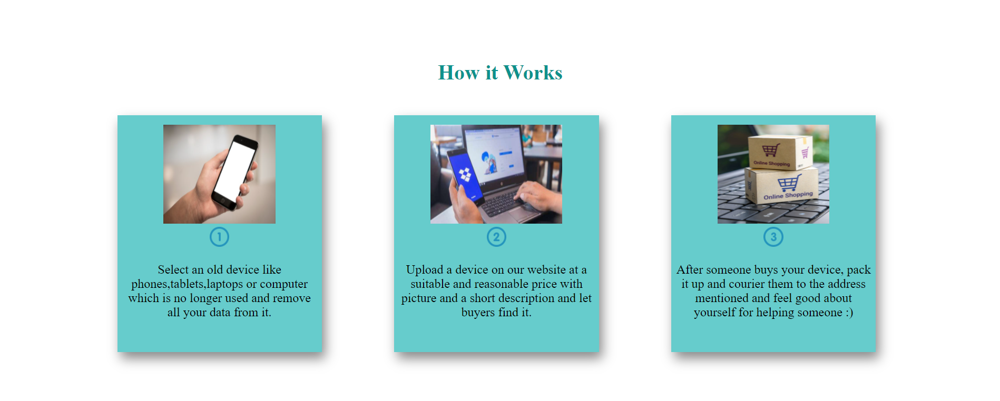 How it Works
1
Select an old device like
phones,tablets,laptops or computer
which is no longer used and remove
all your data from it.
2
Upload a device on our website at a
suitable and reasonable price with
picture and a short description and let
buyers find it.
Online Shopping
Online Shopping
3
After someone buys your device, pack
it up and courier them to the address
mentioned and feel good about
yourself for helping someone :)